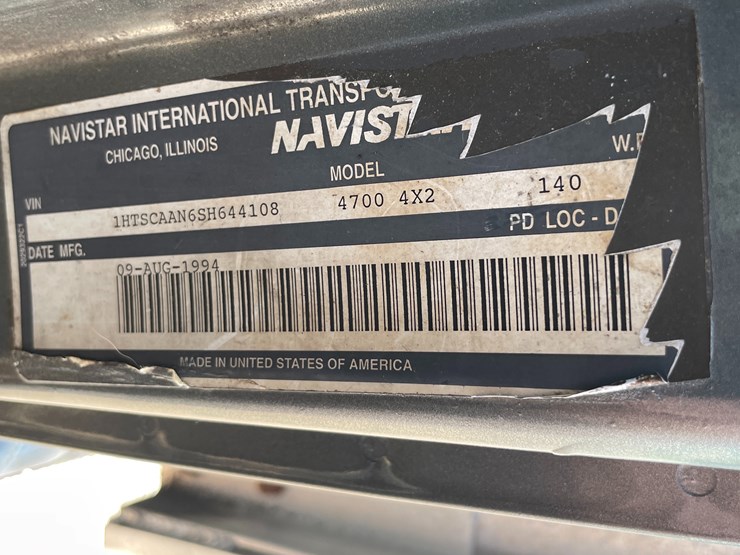 NAVISTAR INTERNATIONAL TRANSPO
CHICAGO, ILLINOIS
NAVIST
VIN
MODEL
W.
1HTSCAAN6SH644108
4700 4X2
140
DATE MFG.
PD LOC - D
09-AUG-1994
MADE IN UNITED STATES OF AMERICA